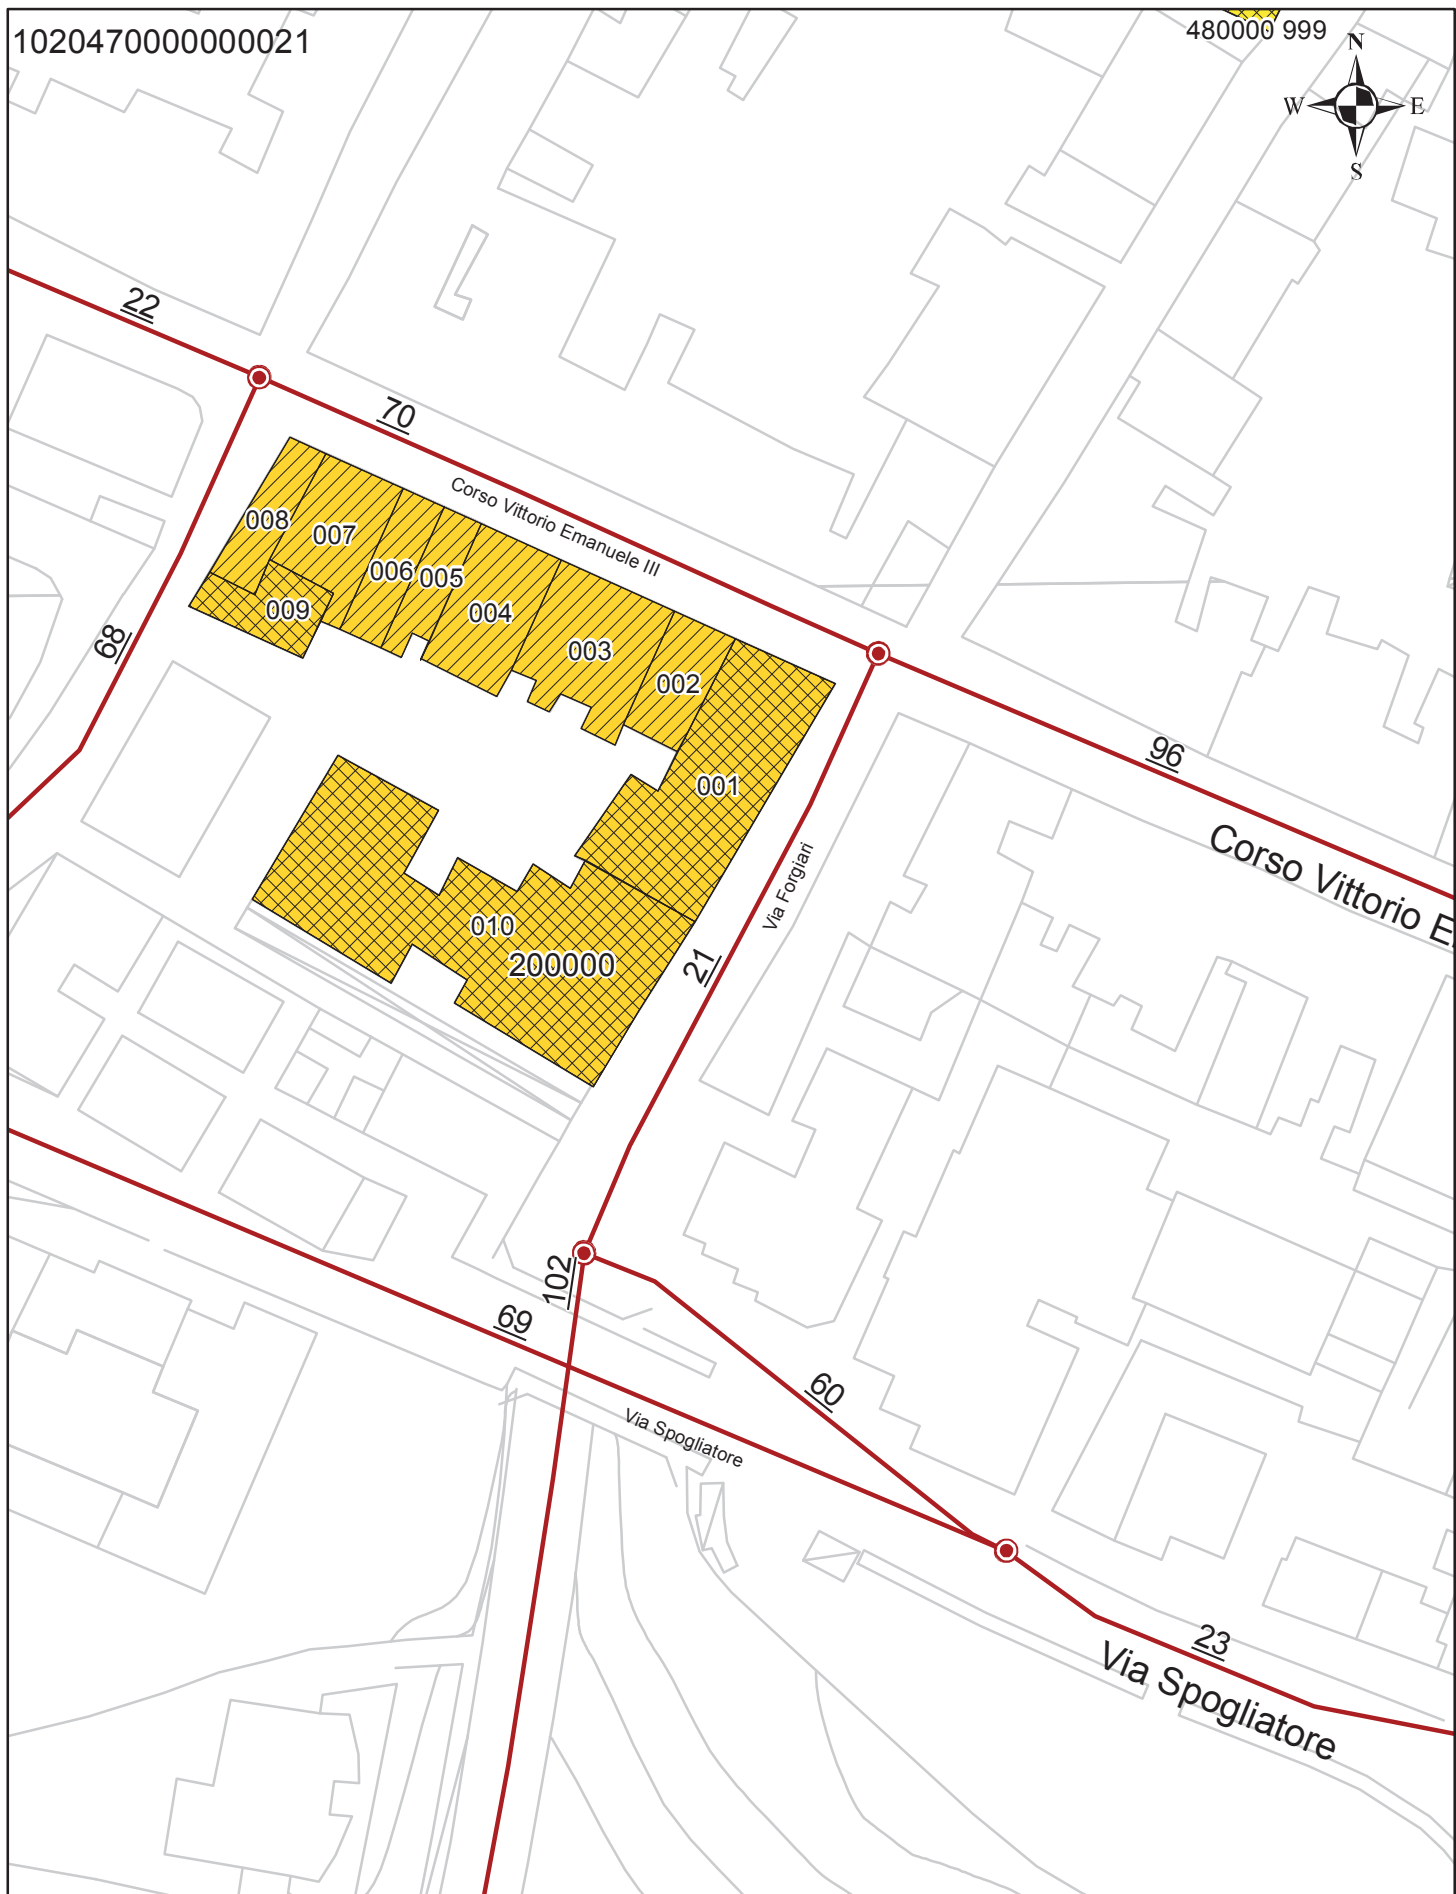 1020470000000021
480000 999
N
W
E
S
22
70
Corso Vittorio Emanuele III
008
007
006
005
004
009
003
002
68
001
96
Corso Vittorio E
Via Forgiari
010
200000
21
102
69
60
Via Spogliatore
23
Via Spogliatore